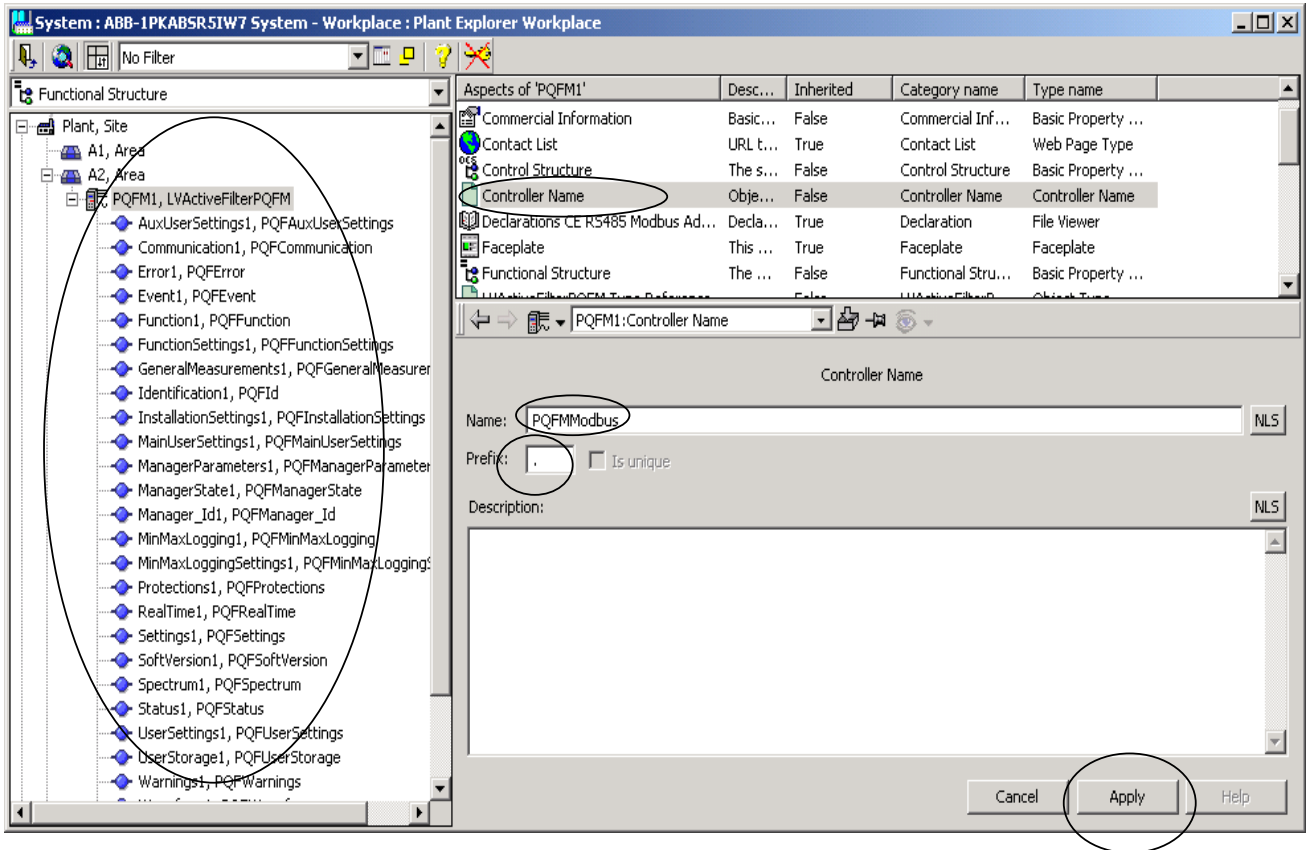 System : ABB-1PKABSR5IW7 System - Workplace : Plant Explorer Workplace
No Filter
Functional Structure
Plant, Site
A1, Area
A2, Area
PQFM1, LVActiveFilterPQFM
AuxUserSettings1, PQFAuxUserSettings
Communication1, PQFCommunication
Error1, PQFError
Event1, PQFEvent
Function1, PQFFunction
FunctionSettings1, PQFFunctionSettings
GeneralMeasurements1, PQFGeneralMeasurer
Identification1, PQFId
InstallationSettings1, PQFInstallationSettings
MainUserSettings1, PQFMainUserSettings
ManagerParameters1, PQFManagerParameter
ManagerState1, PQFManagerState
Manager_Id1, PQFManager_Id
MinMaxLogging1, PQFMinMaxLogging
MinMaxLoggingSettings1, PQFMinMaxLoggingS
Protections1, PQFProtections
RealTime1, PQFRealTime
Settings1, PQFSettings
SoftVersion1, PQFSoftVersion
Spectrum1, PQFSpectrum
Status1, PQFStatus
UserSettings1, PQFUserSettings
UserStorage1, PQFUserStorage
Warnings1, PQFWarnings
Aspects of 'PQFM1' Desc... Inherited Category name Type name
Commercial Information Basic... False Commercial Inf... Basic Property ...
Contact List URL t... True Contact List Web Page Type
Control Structure The s... False Control Structure Basic Property ...
Controller Name Obje... False Controller Name Controller Name
Declarations CE RS485 Modbus Ad... Decla... True Declaration File Viewer
Faceplate This ... True Faceplate Faceplate
Functional Structure The ... False Functional Stru... Basic Property ...
PQFM1:Controller Name
Controller Name
Name: PQFMModbus NLS
Prefix: . Is unique
Description: NLS
Cancel Apply Help